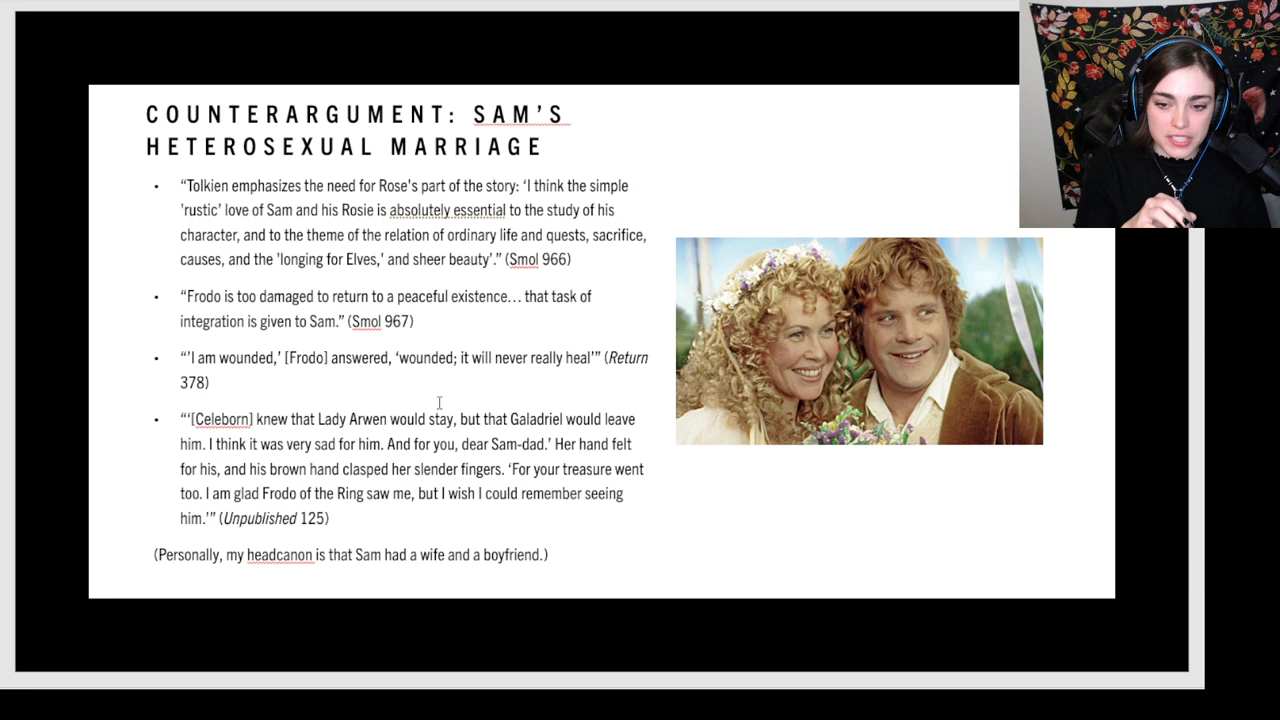 COUNTERARGUMENT: SAM’S
HETEROSEXUAL MARRIAGE
• “Tolkien emphasizes the need for Rose's part of the story: ‘I think the simple
'rustic' love of Sam and his Rosie is absolutely essential to the study of his
character, and to the theme of the relation of ordinary life and quests, sacrifice,
causes, and the 'longing for Elves,' and sheer beauty’.” (Smol 966)
• “Frodo is too damaged to return to a peaceful existence… that task of
integration is given to Sam.” (Smol 967)
• “’I am wounded,’ [Frodo] answered, ‘wounded; it will never really heal’” (Return
378)
• “‘[Celeborn] knew that Lady Arwen would stay, but that Galadriel would leave
him. I think it was very sad for him. And for you, dear Sam-dad.’ Her hand felt
for his, and his brown hand clasped her slender fingers. ‘For your treasure went
too. I am glad Frodo of the Ring saw me, but I wish I could remember seeing
him.’” (Unpublished 125)
(Personally, my headcanon is that Sam had a wife and a boyfriend.)